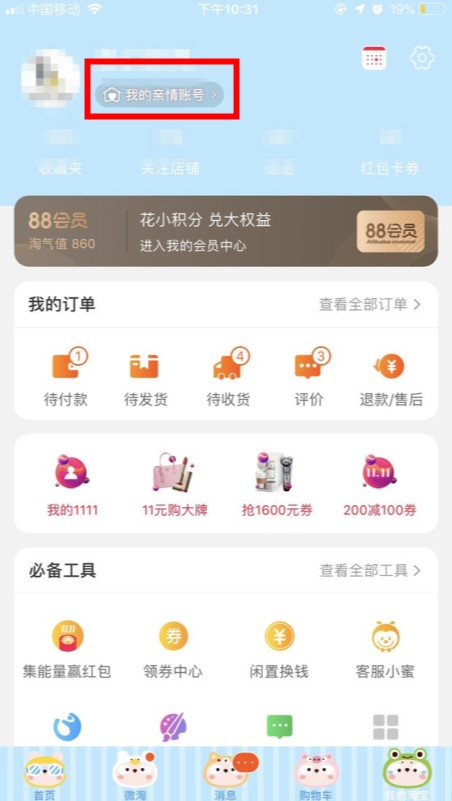 中国移动 下午10:31 19%
我的亲情账号
收藏夹 关注店铺 足迹 红包卡券
88会员 花小积分 兑大权益 88会员
淘气值 860 进入我的会员中心
我的订单 查看全部订单
1 4 3
待付款 待发货 待收货 评价 退款/售后
11.11
我的1111 11元购大牌 抢1600元券 200减100券
必备工具 查看全部工具
集能量赢红包 领券中心 闲置换钱 客服小蜜
首页 微淘 消息 购物车 我的淘宝